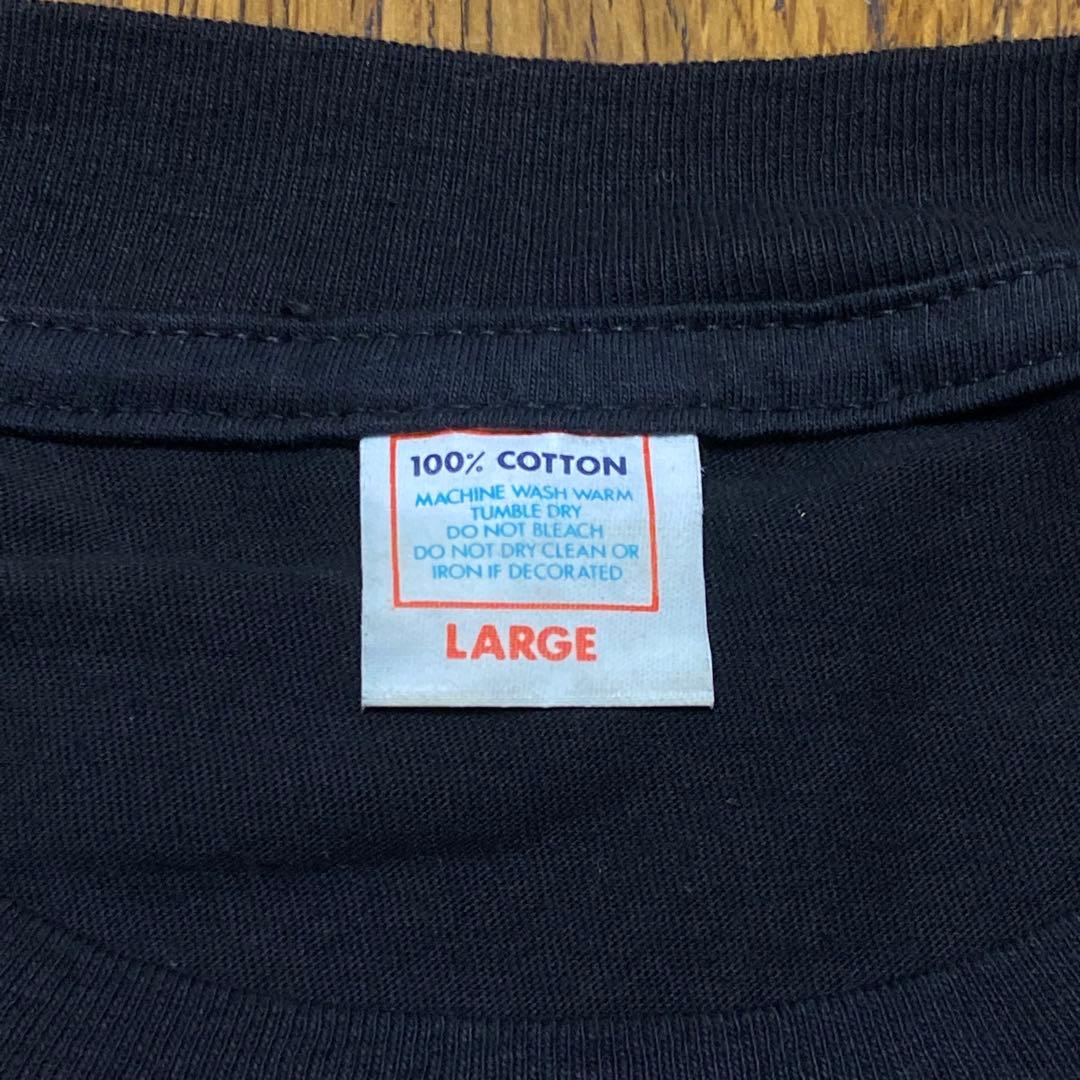 100% COTTON
MACHINE WASH WARM
TUMBLE DRY
DO NOT BLEACH
DO NOT DRY CLEAN OR
IRON IF DECORATED
LARGE